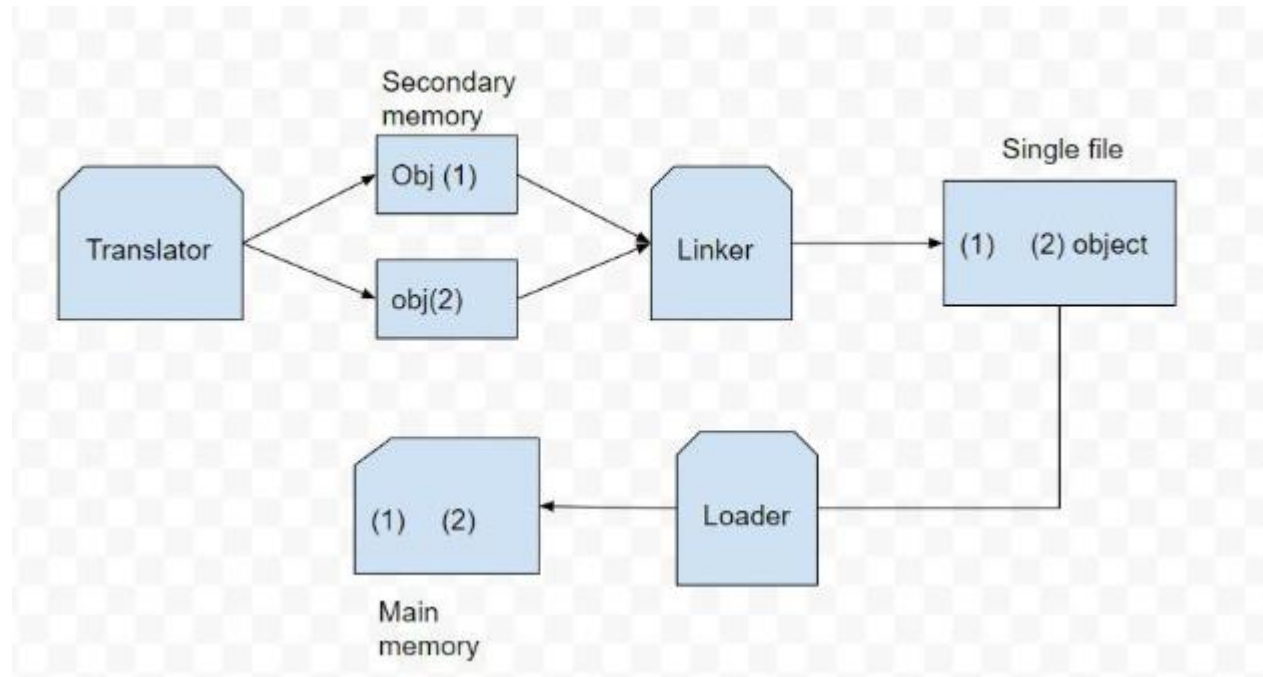 Secondary
memory
Obj (1)
Single file
Translator
Linker
(1) (2) object
obj(2)
(1) (2)
Loader
Main
memory